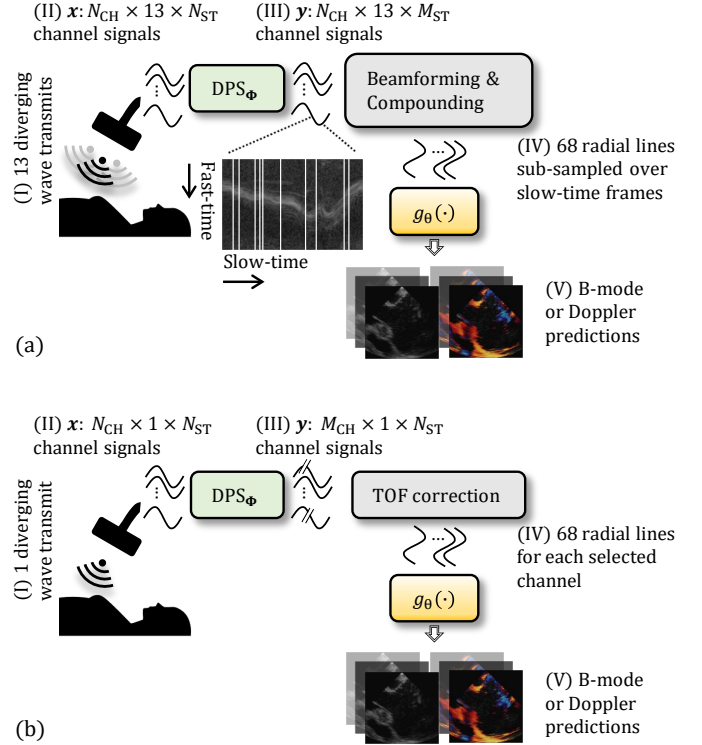 (II) x: N_CH × 13 × N_ST
channel signals
(III) y: N_CH × 13 × M_ST
channel signals
(I) 13 diverging
wave transmits
DPS_Φ
Beamforming &
Compounding
Fast-time
Slow-time
(IV) 68 radial lines
sub-sampled over
slow-time frames
g_θ(·)
(V) B-mode
or Doppler
predictions
(a)
(II) x: N_CH × 1 × N_ST
channel signals
(III) y: M_CH × 1 × N_ST
channel signals
(I) 1 diverging
wave transmit
DPS_Φ
TOF correction
(IV) 68 radial lines
for each selected
channel
g_θ(·)
(V) B-mode
or Doppler
predictions
(b)